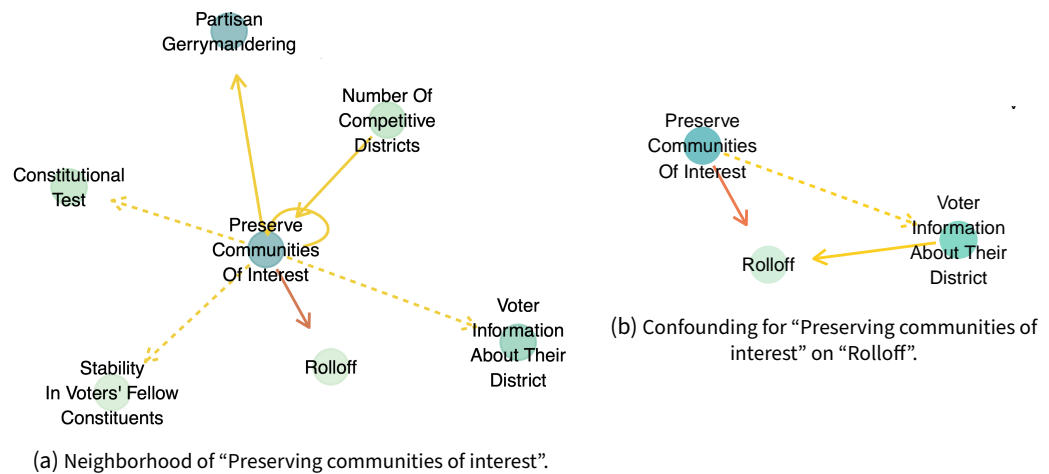 Partisan
Gerrymandering
Number Of
Competitive
Districts
Constitutional
Test
Preserve
Communities
Of Interest
Voter
Information
About Their
District
Rolloff
Stability
In Voters' Fellow
Constituents
(a) Neighborhood of “Preserving communities of interest”.
Preserve
Communities
Of Interest
Voter
Information
About Their
District
Rolloff
(b) Confounding for “Preserving communities of
interest” on “Rolloff”.